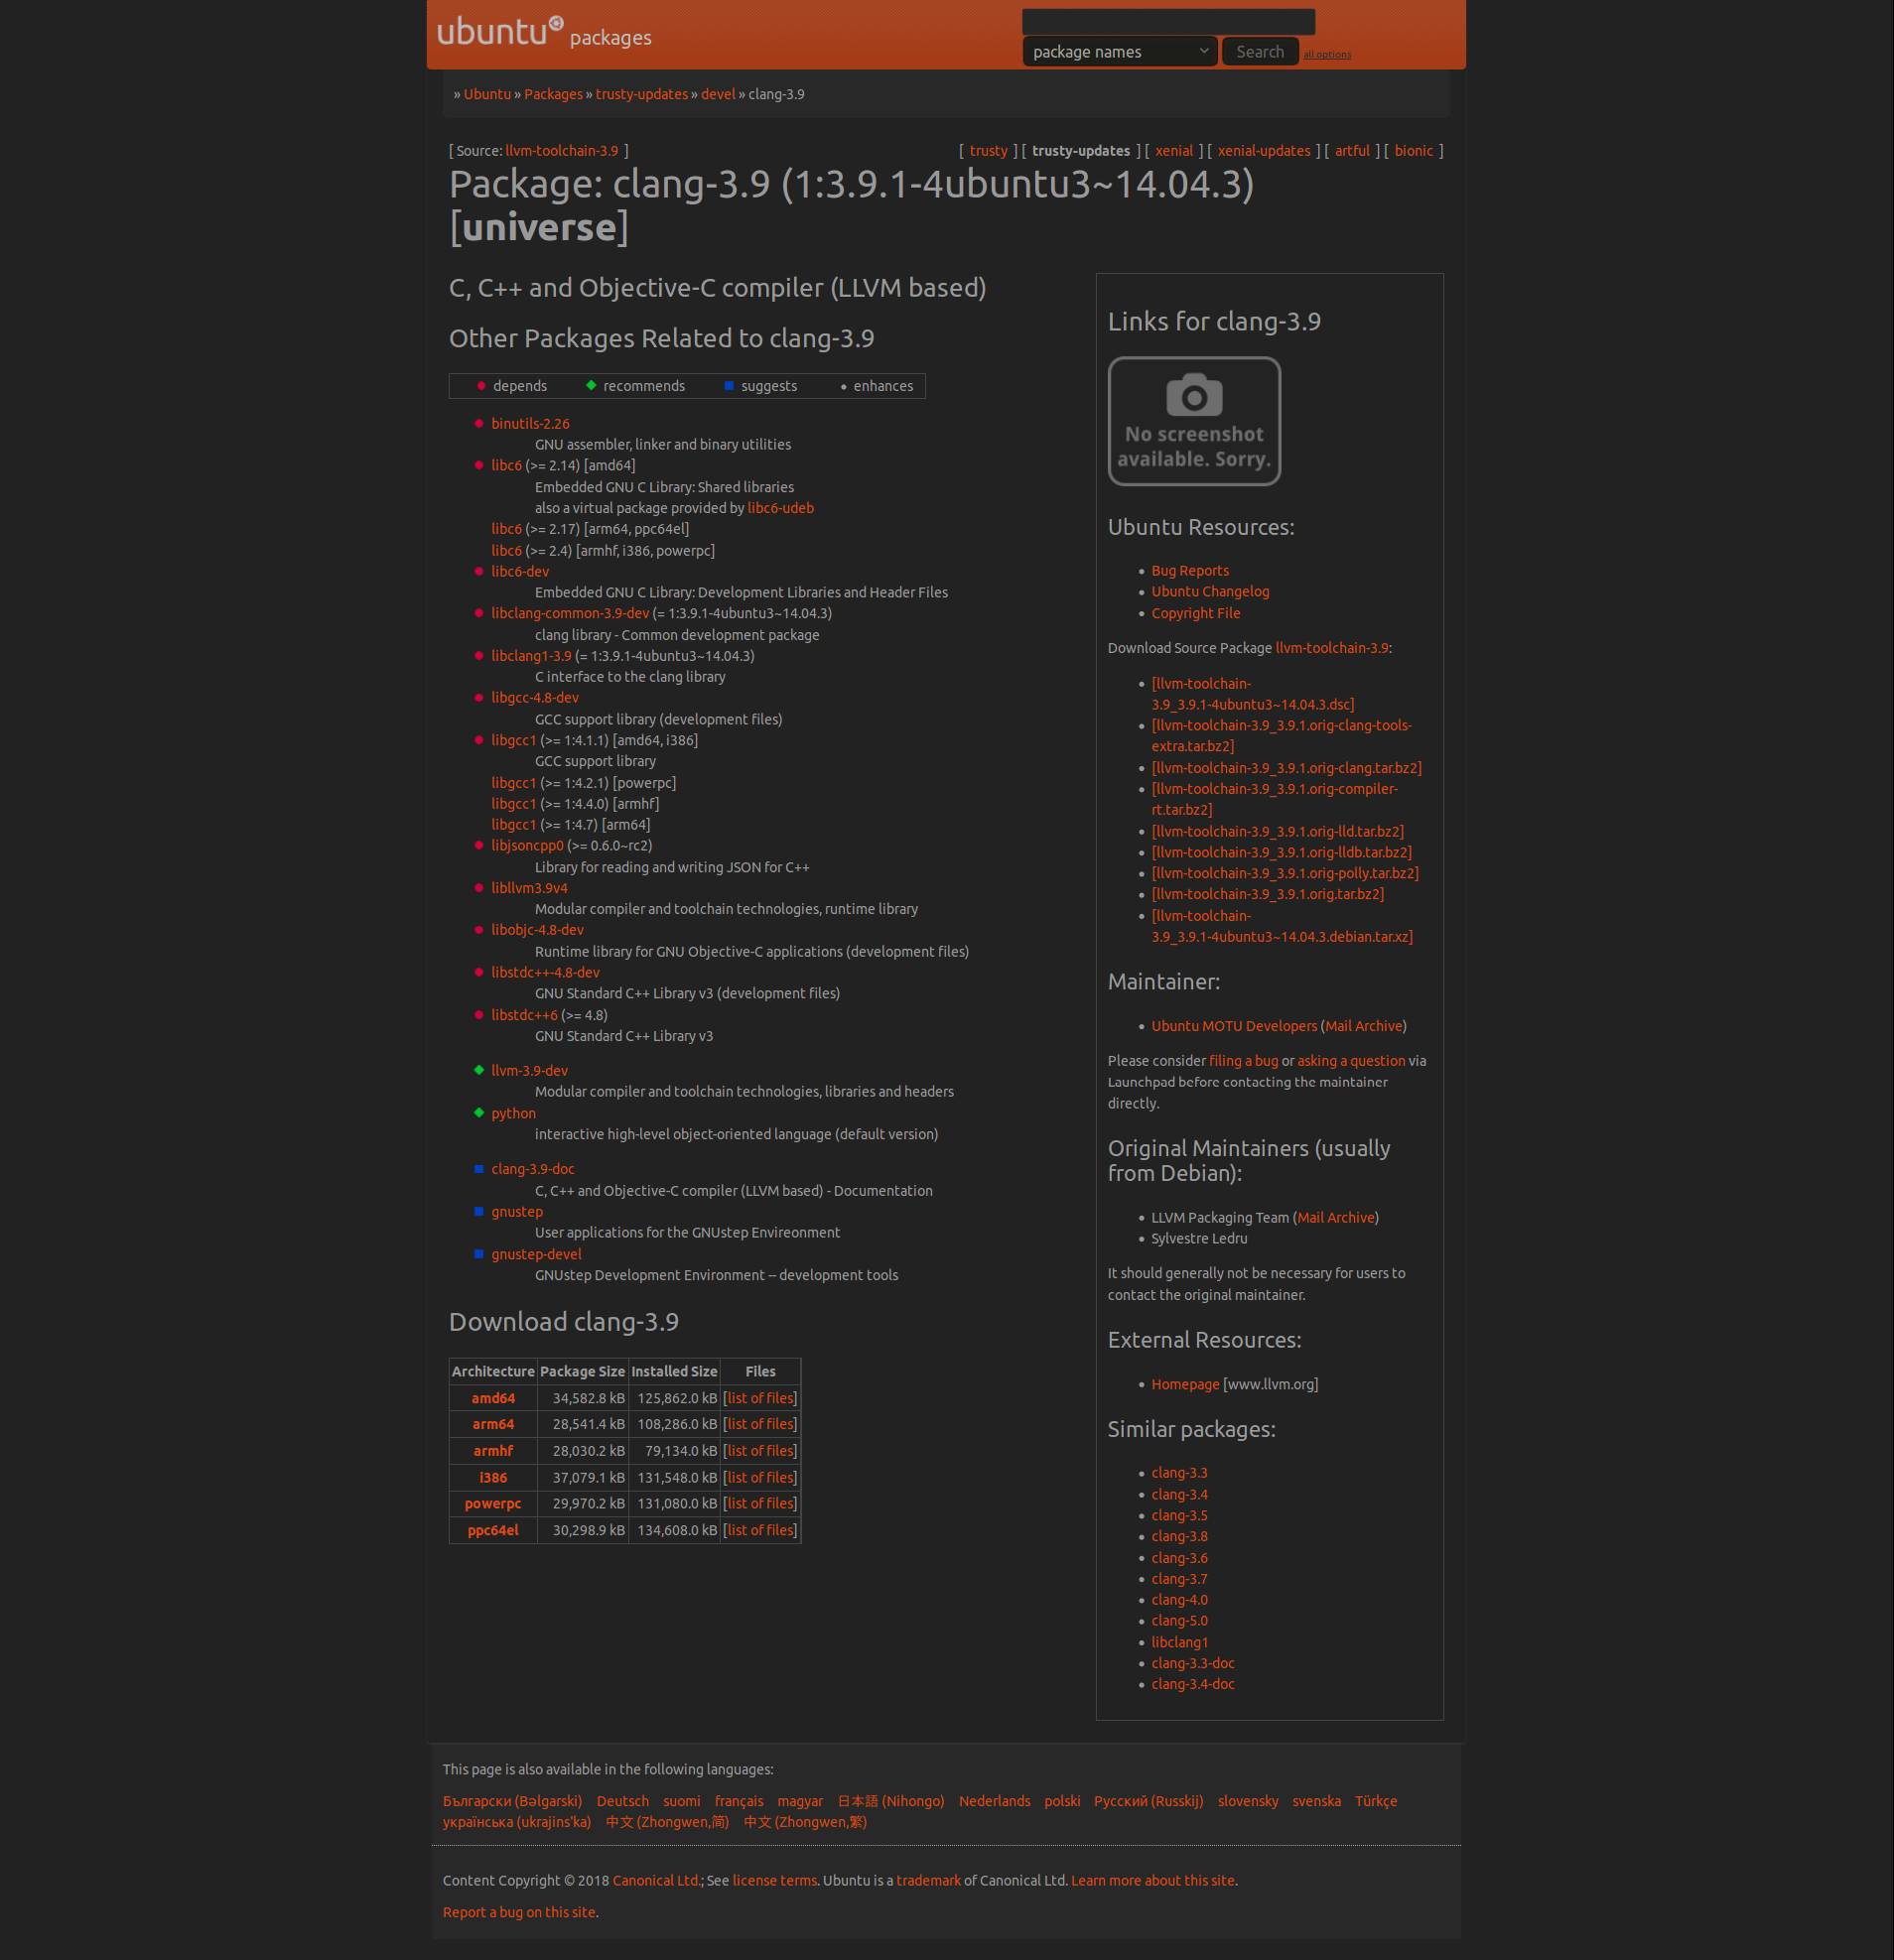 ubuntu packages
package names Search all options
» Ubuntu » Packages » trusty-updates » devel » clang-3.9
[ Source: llvm-toolchain-3.9 ]
[ trusty ] [ trusty-updates ] [ xenial ] [ xenial-updates ] [ artful ] [ bionic ]
Package: clang-3.9 (1:3.9.1-4ubuntu3~14.04.3)
[universe]
C, C++ and Objective-C compiler (LLVM based)
Other Packages Related to clang-3.9
depends recommends suggests enhances
binutils-2.26
GNU assembler, linker and binary utilities
libc6 (>= 2.14) [amd64]
Embedded GNU C Library: Shared libraries
also a virtual package provided by libc6-udeb
libc6 (>= 2.17) [arm64, ppc64el]
libc6 (>= 2.4) [armhf, i386, powerpc]
libc6-dev
Embedded GNU C Library: Development Libraries and Header Files
libclang-common-3.9-dev (= 1:3.9.1-4ubuntu3~14.04.3)
clang library - Common development package
libclang1-3.9 (= 1:3.9.1-4ubuntu3~14.04.3)
C interface to the clang library
libgcc-4.8-dev
GCC support library (development files)
libgcc1 (>= 1:4.1.1) [amd64, i386]
GCC support library
libgcc1 (>= 1:4.2.1) [powerpc]
libgcc1 (>= 1:4.4.0) [armhf]
libgcc1 (>= 1:4.7) [arm64]
libjsoncpp0 (>= 0.6.0~rc2)
Library for reading and writing JSON for C++
libllvm3.9v4
Modular compiler and toolchain technologies, runtime library
libobjc-4.8-dev
Runtime library for GNU Objective-C applications (development files)
libstdc++-4.8-dev
GNU Standard C++ Library v3 (development files)
libstdc++6 (>= 4.8)
GNU Standard C++ Library v3
llvm-3.9-dev
Modular compiler and toolchain technologies, libraries and headers
python
interactive high-level object-oriented language (default version)
clang-3.9-doc
C, C++ and Objective-C compiler (LLVM based) - Documentation
gnustep
User applications for the GNUstep Envireonment
gnustep-devel
GNUstep Development Environment -- development tools
Download clang-3.9
Architecture Package Size Installed Size Files
amd64 34,582.8 kB 125,862.0 kB [list of files]
arm64 28,541.4 kB 108,286.0 kB [list of files]
armhf 28,030.2 kB 79,134.0 kB [list of files]
i386 37,079.1 kB 131,548.0 kB [list of files]
powerpc 29,970.2 kB 131,080.0 kB [list of files]
ppc64el 30,298.9 kB 134,608.0 kB [list of files]
Links for clang-3.9
No screenshot
available. Sorry.
Ubuntu Resources:
Bug Reports
Ubuntu Changelog
Copyright File
Download Source Package llvm-toolchain-3.9:
[llvm-toolchain-
3.9_3.9.1-4ubuntu3~14.04.3.dsc]
[llvm-toolchain-3.9_3.9.1.orig-clang-tools-
extra.tar.bz2]
[llvm-toolchain-3.9_3.9.1.orig-clang.tar.bz2]
[llvm-toolchain-3.9_3.9.1.orig-compiler-
rt.tar.bz2]
[llvm-toolchain-3.9_3.9.1.orig-lld.tar.bz2]
[llvm-toolchain-3.9_3.9.1.orig-lldb.tar.bz2]
[llvm-toolchain-3.9_3.9.1.orig-polly.tar.bz2]
[llvm-toolchain-3.9_3.9.1.orig.tar.bz2]
[llvm-toolchain-
3.9_3.9.1-4ubuntu3~14.04.3.debian.tar.xz]
Maintainer:
Ubuntu MOTU Developers (Mail Archive)
Please consider filing a bug or asking a question via
Launchpad before contacting the maintainer
directly.
Original Maintainers (usually
from Debian):
LLVM Packaging Team (Mail Archive)
Sylvestre Ledru
It should generally not be necessary for users to
contact the original maintainer.
External Resources:
Homepage [www.llvm.org]
Similar packages:
clang-3.3
clang-3.4
clang-3.5
clang-3.8
clang-3.6
clang-3.7
clang-4.0
clang-5.0
libclang1
clang-3.3-doc
clang-3.4-doc
This page is also available in the following languages:
Български (Bəlgarski) Deutsch suomi français magyar 日本語 (Nihongo) Nederlands polski Русский (Russkij) slovensky svenska Türkçe
українська (ukrajins'ka) 中文 (Zhongwen,简) 中文 (Zhongwen,繁)
Content Copyright © 2018 Canonical Ltd.; See license terms. Ubuntu is a trademark of Canonical Ltd. Learn more about this site.
Report a bug on this site.